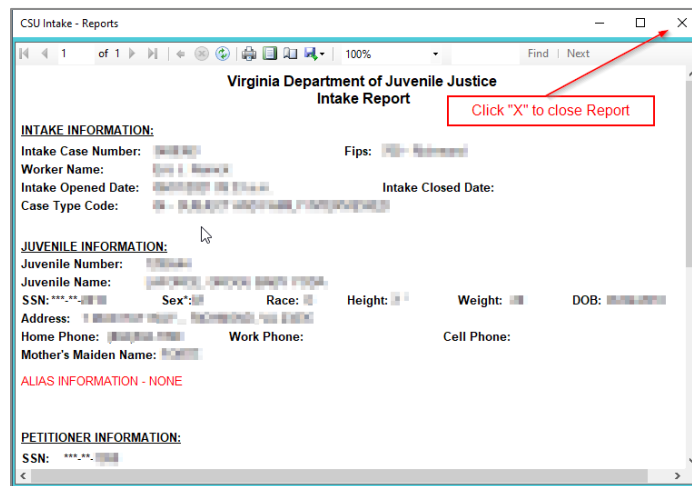 CSU Intake - Reports
1 of 1 100% Find | Next
Virginia Department of Juvenile Justice
Intake Report
Click "X" to close Report
INTAKE INFORMATION:
Intake Case Number: Fips:
Worker Name:
Intake Opened Date: Intake Closed Date:
Case Type Code:
JUVENILE INFORMATION:
Juvenile Number:
Juvenile Name:
SSN: ***-**- Sex*: Race: Height: Weight: DOB:
Address:
Home Phone: Work Phone: Cell Phone:
Mother's Maiden Name:
ALIAS INFORMATION - NONE
PETITIONER INFORMATION:
SSN: ***-**-